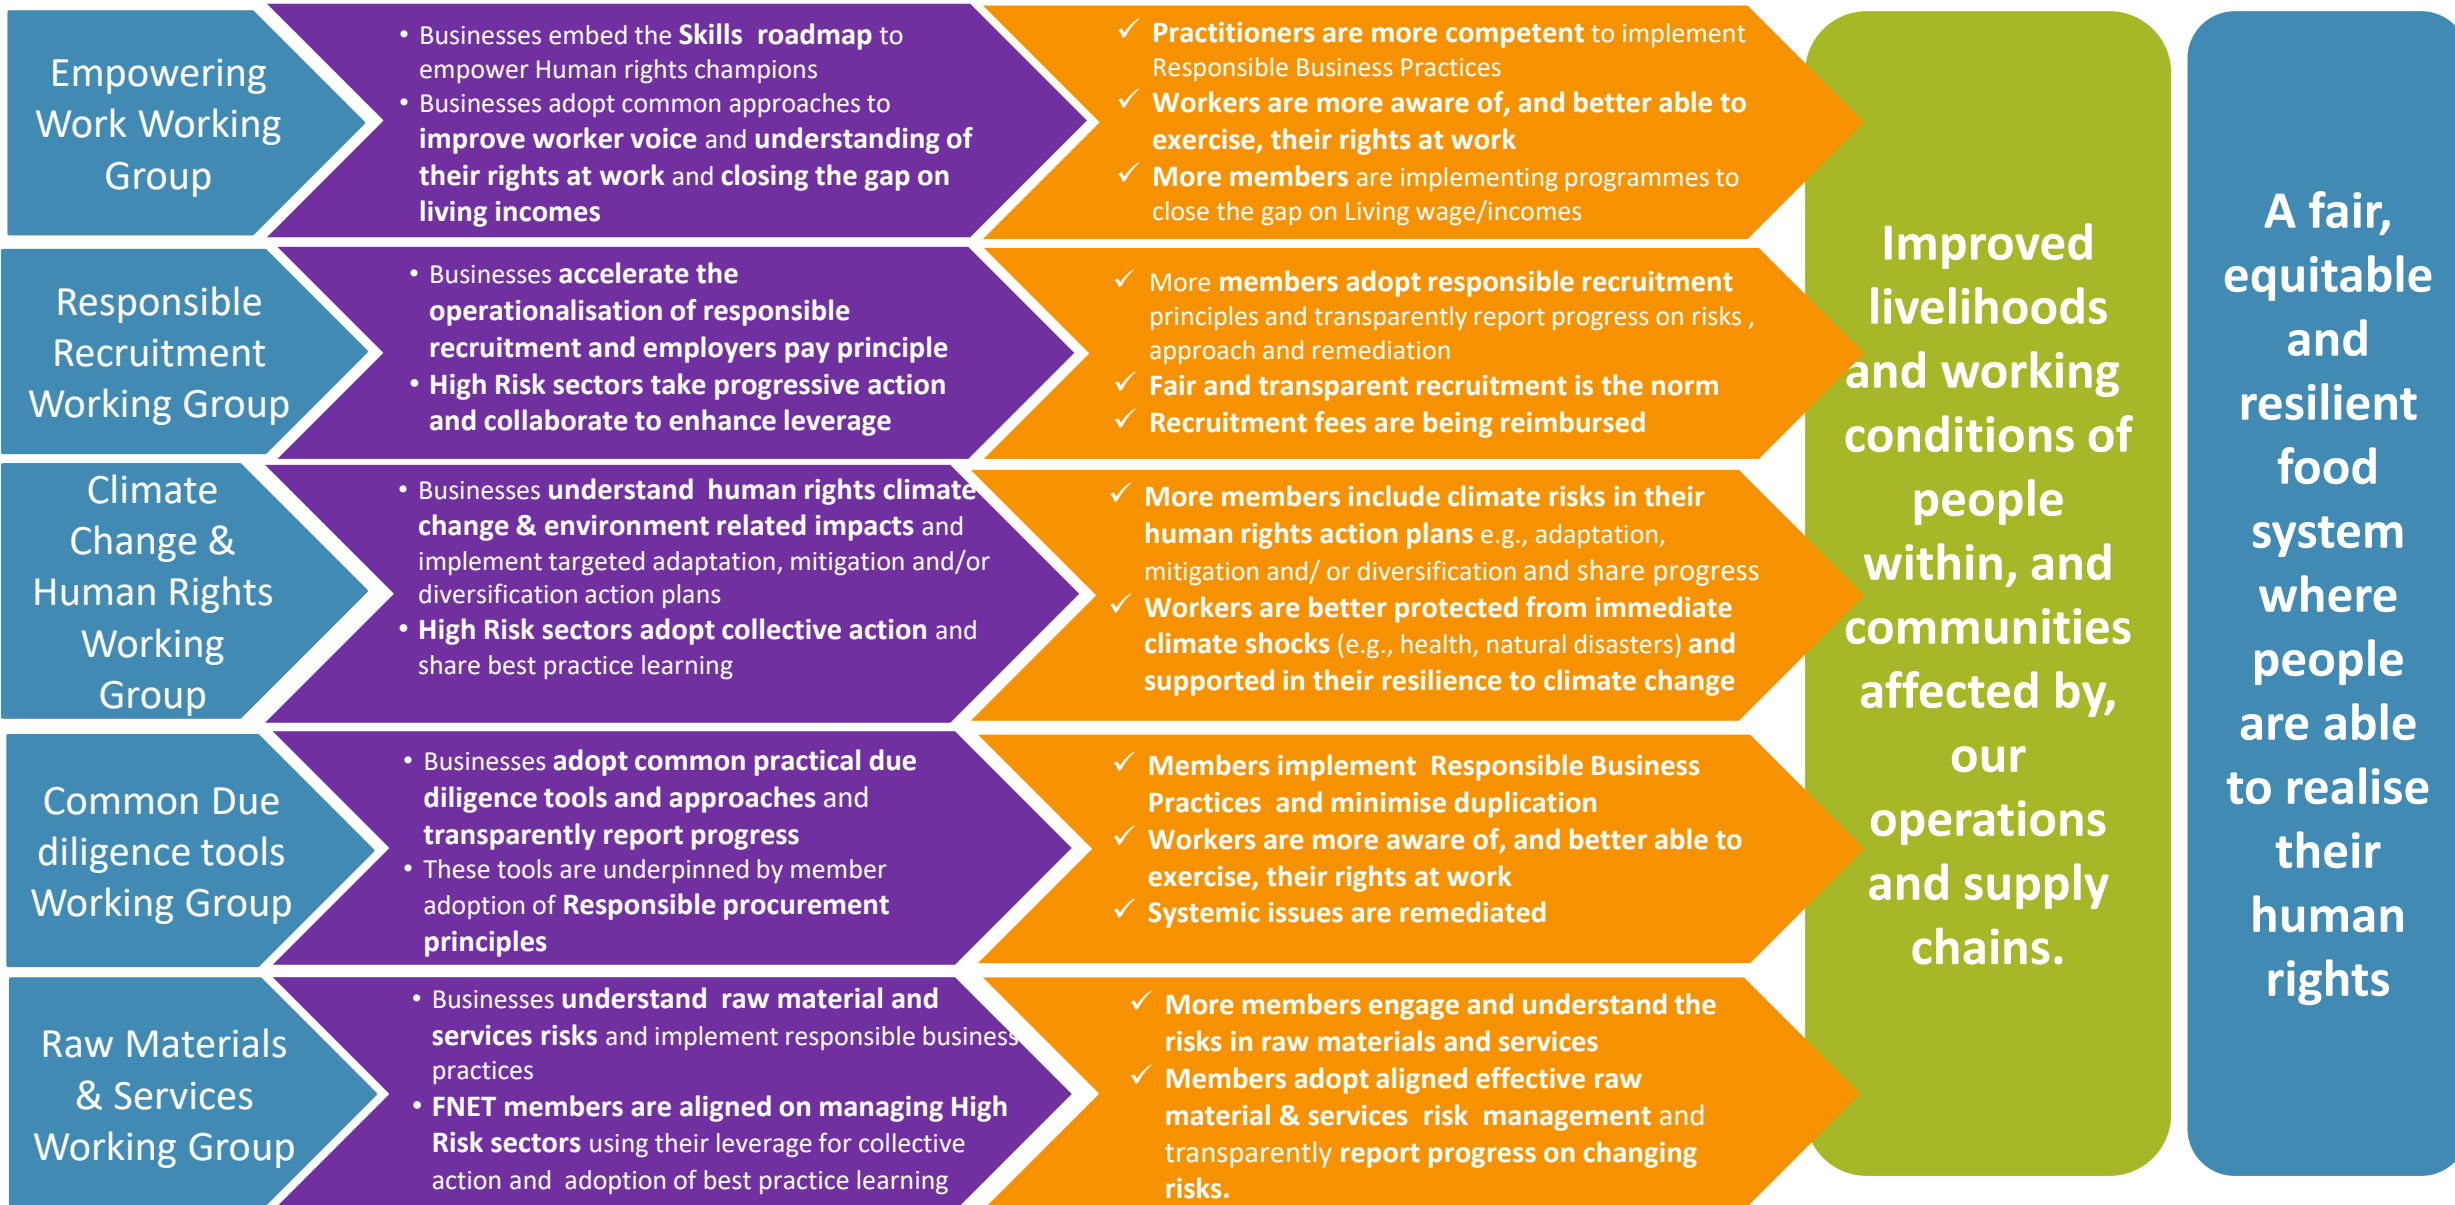 Empowering
Work Working
Group
• Businesses embed the Skills roadmap to
empower Human rights champions
• Businesses adopt common approaches to
improve worker voice and understanding of
their rights at work and closing the gap on
living incomes
✓ Practitioners are more competent to implement
Responsible Business Practices
✓ Workers are more aware of, and better able to
exercise, their rights at work
✓ More members are implementing programmes to
close the gap on Living wage/incomes
Responsible
Recruitment
Working Group
• Businesses accelerate the
operationalisation of responsible
recruitment and employers pay principle
• High Risk sectors take progressive action
and collaborate to enhance leverage
✓ More members adopt responsible recruitment
principles and transparently report progress on risks ,
approach and remediation
✓ Fair and transparent recruitment is the norm
✓ Recruitment fees are being reimbursed
Climate
Change &
Human Rights
Working
Group
• Businesses understand human rights climate
change & environment related impacts and
implement targeted adaptation, mitigation and/or
diversification action plans
• High Risk sectors adopt collective action and
share best practice learning
✓ More members include climate risks in their
human rights action plans e.g., adaptation,
mitigation and/ or diversification and share progress
✓ Workers are better protected from immediate
climate shocks (e.g., health, natural disasters) and
supported in their resilience to climate change
Common Due
diligence tools
Working Group
• Businesses adopt common practical due
diligence tools and approaches and
transparently report progress
• These tools are underpinned by member
adoption of Responsible procurement
principles
✓ Members implement Responsible Business
Practices and minimise duplication
✓ Workers are more aware of, and better able to
exercise, their rights at work
✓ Systemic issues are remediated
Raw Materials
& Services
Working Group
• Businesses understand raw material and
services risks and implement responsible business
practices
• FNET members are aligned on managing High
Risk sectors using their leverage for collective
action and adoption of best practice learning
✓ More members engage and understand the
risks in raw materials and services
✓ Members adopt aligned effective raw
material & services risk management and
transparently report progress on changing
risks.
Improved
livelihoods
and working
conditions of
people
within, and
communities
affected by,
our
operations
and supply
chains.
A fair,
equitable
and
resilient
food
system
where
people
are able
to realise
their
human
rights